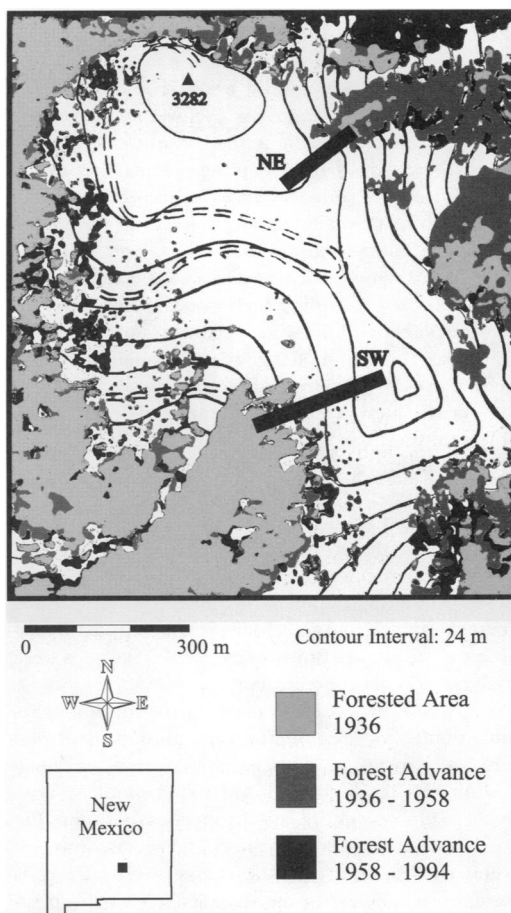 3282
NE
SW
0 300 m
Contour Interval: 24 m
N
W E
S
Forested Area
1936
Forest Advance
1936 - 1958
Forest Advance
1958 - 1994
New
Mexico